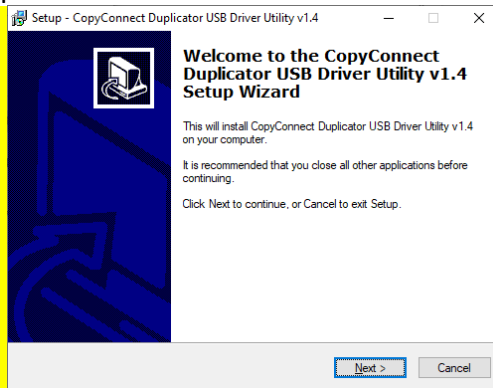 Setup - CopyConnect Duplicator USB Driver Utility v1.4
Welcome to the CopyConnect
Duplicator USB Driver Utility v1.4
Setup Wizard
This will install CopyConnect Duplicator USB Driver Utility v1.4
on your computer.
It is recommended that you close all other applications before
continuing.
Click Next to continue, or Cancel to exit Setup.
Next >
Cancel